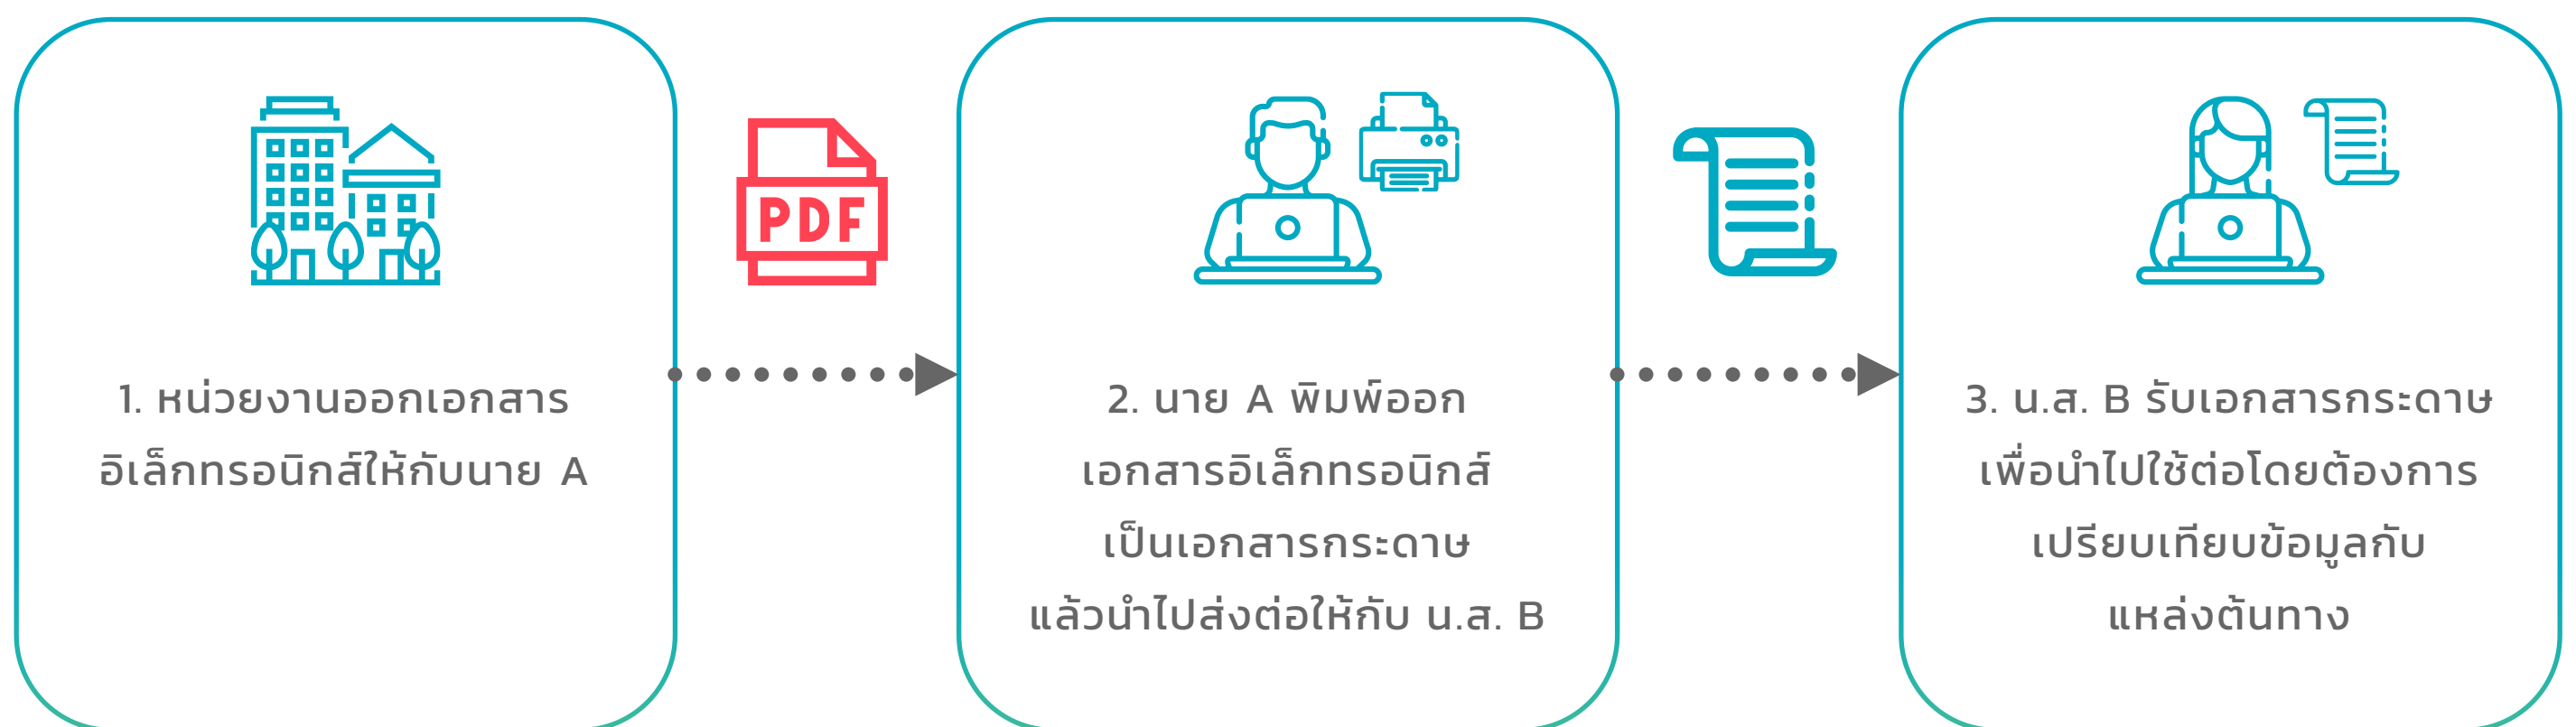 1. หน่วยงานออกเอกสาร
อิเล็กทรอนิกส์ให้กับนาย A
PDF
2. นาย A พิมพ์ออก
เอกสารอิเล็กทรอนิกส์
เป็นเอกสารกระดาษ
แล้วนำไปส่งต่อให้กับ น.ส. B
3. น.ส. B รับเอกสารกระดาษ
เพื่อนำไปใช้ต่อโดยต้องการ
เปรียบเทียบข้อมูลกับ
แหล่งต้นทาง